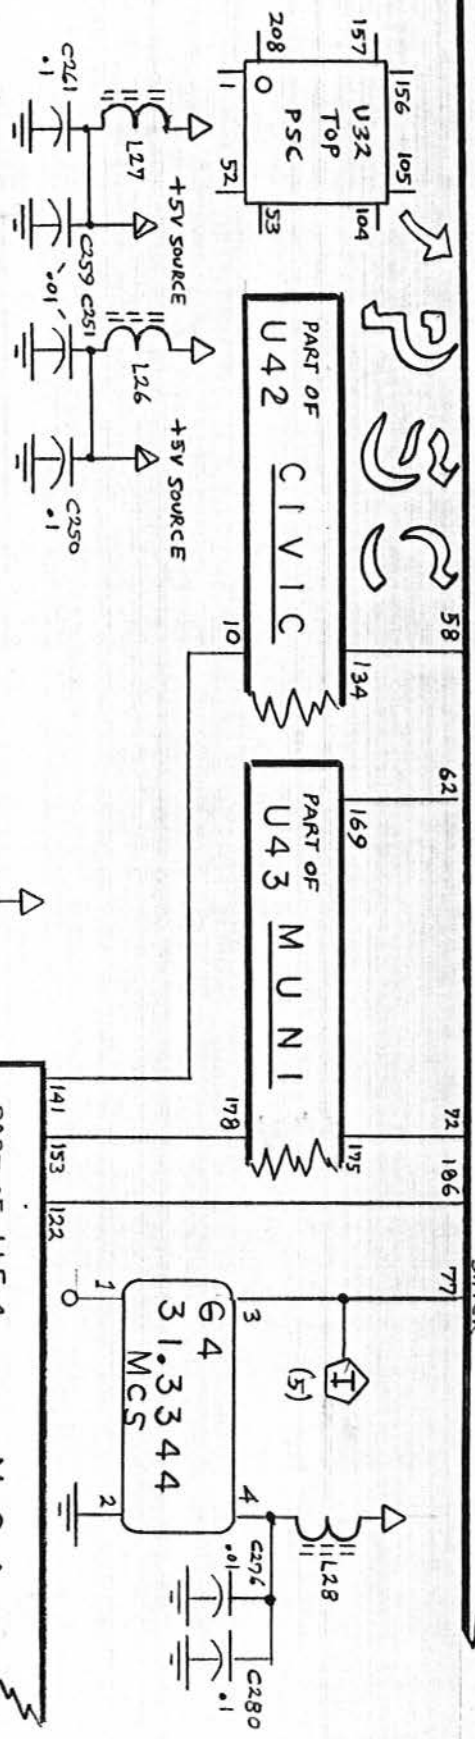 58 62 72 186 77
PSC
156 105
157 104
U32
TOP
PSC
208 53
1 52
134 169 175
PART OF
U42 CIVIC
PART OF
U43 MUNI
10 178
I
(5)
L28
3 4
G4
31.3344
MCS
1 2
C276
.01
C280
.1
+5V SOURCE
+5V SOURCE
L27
L26
C261
.1
C259 C251
.01
C250
.1
141 153 122